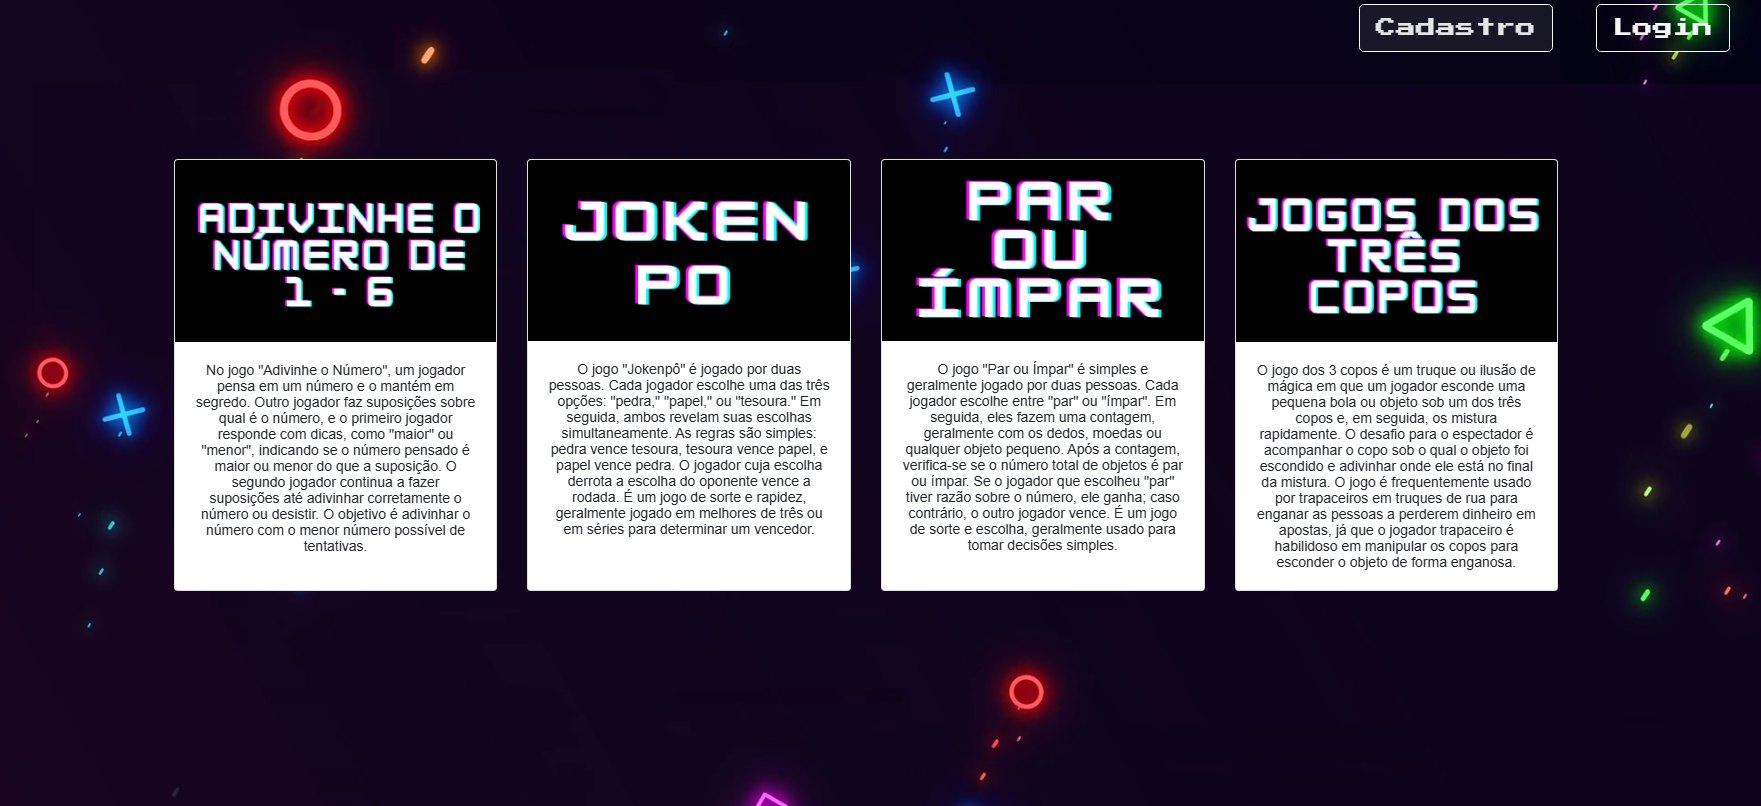 Cadastro
Login
ADIVINHE O
NÚMERO DE
1 - 6
No jogo "Adivinhe o Número", um jogador
pensa em um número e o mantém em
segredo. Outro jogador faz suposições sobre
qual é o número, e o primeiro jogador
responde com dicas, como "maior" ou
"menor", indicando se o número pensado é
maior ou menor do que a suposição. O
segundo jogador continua a fazer
suposições até adivinhar corretamente o
número ou desistir. O objetivo é adivinhar o
número com o menor número possível de
tentativas.
JOKEN
PO
O jogo "Jokenpô" é jogado por duas
pessoas. Cada jogador escolhe uma das três
opções: "pedra," "papel," ou "tesoura." Em
seguida, ambos revelam suas escolhas
simultaneamente. As regras são simples:
pedra vence tesoura, tesoura vence papel, e
papel vence pedra. O jogador cuja escolha
derrota a escolha do oponente vence a
rodada. É um jogo de sorte e rapidez,
geralmente jogado em melhores de três ou
em séries para determinar um vencedor.
PAR
OU
ÍMPAR
O jogo "Par ou Ímpar" é simples e
geralmente jogado por duas pessoas. Cada
jogador escolhe entre "par" ou "ímpar". Em
seguida, eles fazem uma contagem,
geralmente com os dedos, moedas ou
qualquer objeto pequeno. Após a contagem,
verifica-se se o número total de objetos é par
ou ímpar. Se o jogador que escolheu "par"
tiver razão sobre o número, ele ganha; caso
contrário, o outro jogador vence. É um jogo
de sorte e escolha, geralmente usado para
tomar decisões simples.
JOGOS DOS
TRÊS
COPOS
O jogo dos 3 copos é um truque ou ilusão de
mágica em que um jogador esconde uma
pequena bola ou objeto sob um dos três
copos e, em seguida, os mistura
rapidamente. O desafio para o espectador é
acompanhar o copo sob o qual o objeto foi
escondido e adivinhar onde ele está no final
da mistura. O jogo é frequentemente usado
por trapaceiros em truques de rua para
enganar as pessoas a perderem dinheiro em
apostas, já que o jogador trapaceiro é
habilidoso em manipular os copos para
esconder o objeto de forma enganosa.